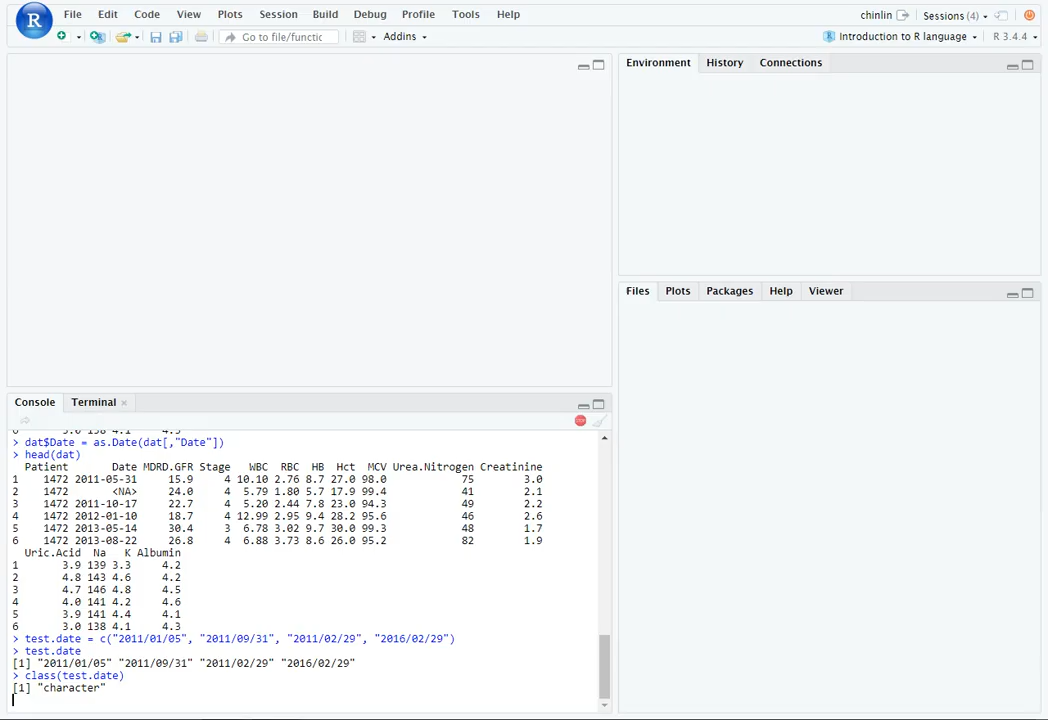 R File Edit Code View Plots Session Build Debug Profile Tools Help chinlin Sessions (4)
Go to file/functic Addins Introduction to R language R 3.4.4
Environment History Connections
Files Plots Packages Help Viewer
Console Terminal
6 3.0 138 4.1 4.3
> dat$Date = as.Date(dat[,"Date"])
> head(dat)
Patient Date MDRD.GFR Stage WBC RBC HB Hct MCV Urea.Nitrogen Creatinine
1 1472 2011-05-31 15.9 4 10.10 2.76 8.7 27.0 98.0 75 3.0
2 1472 <NA> 24.0 4 5.79 1.80 5.7 17.9 99.4 41 2.1
3 1472 2011-10-17 22.7 4 5.20 2.44 7.8 23.0 94.3 49 2.2
4 1472 2012-01-10 18.7 4 12.99 2.95 9.4 28.2 95.6 46 2.6
5 1472 2013-05-14 30.4 3 6.78 3.02 9.7 30.0 99.3 48 1.7
6 1472 2013-08-22 26.8 4 6.88 3.73 8.6 26.0 95.2 82 1.9
Uric.Acid Na K Albumin
1 3.9 139 3.3 4.2
2 4.8 143 4.6 4.2
3 4.7 146 4.8 4.5
4 4.0 141 4.2 4.6
5 3.9 141 4.4 4.1
6 3.0 138 4.1 4.3
> test.date = c("2011/01/05", "2011/09/31", "2011/02/29", "2016/02/29")
> test.date
[1] "2011/01/05" "2011/09/31" "2011/02/29" "2016/02/29"
> class(test.date)
[1] "character"